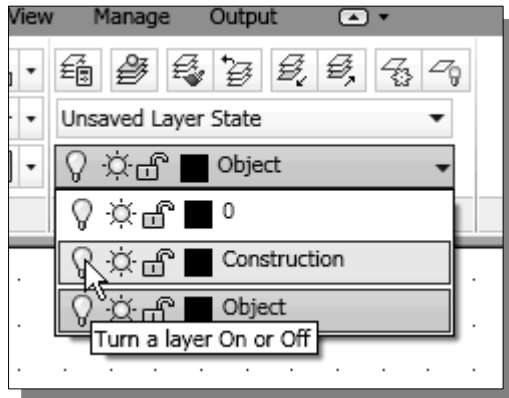 View Manage Output
Unsaved Layer State
Object
0
Construction
Object
Turn a layer On or Off